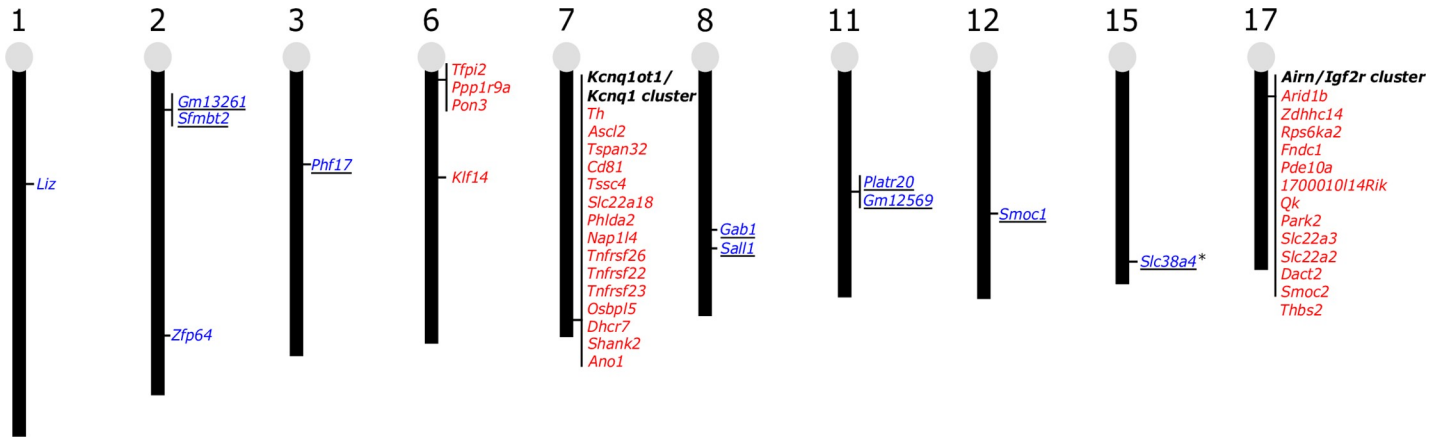 1
2
3
6
7
8
11
12
15
17
Liz
Gm13261
Sfmbt2
Zfp64
Phf17
Tfpi2
Ppp1r9a
Pon3
Klf14
Kcnq1ot1/
Kcnq1 cluster
Th
Ascl2
Tspan32
Cd81
Tssc4
Slc22a18
Phlda2
Nap1l4
Tnfrsf26
Tnfrsf22
Tnfrsf23
Osbpl5
Dhcr7
Shank2
Ano1
Gab1
Sall1
Platr20
Gm12569
Smoc1
Slc38a4*
Airn/Igf2r cluster
Arid1b
Zdhhc14
Rps6ka2
Fndc1
Pde10a
1700010I14Rik
Qk
Park2
Slc22a3
Slc22a2
Dact2
Smoc2
Thbs2